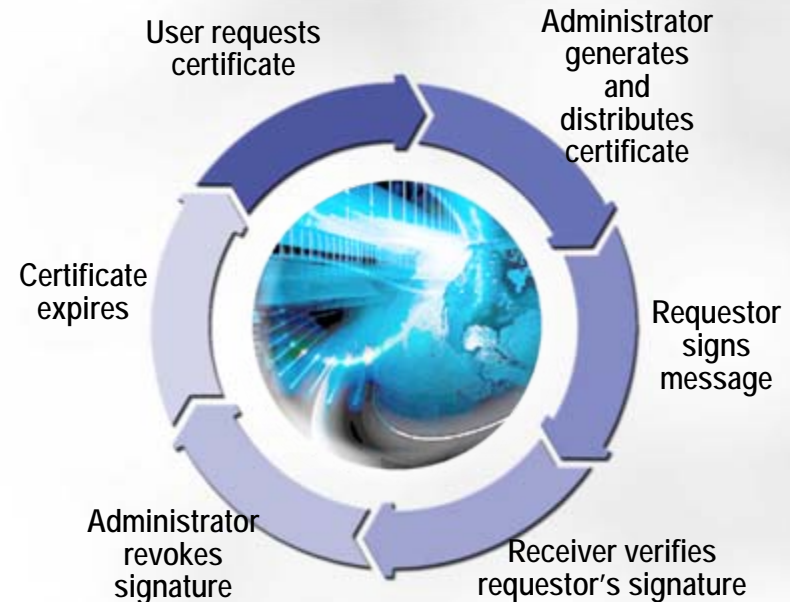 User requests
certificate
Administrator
generates
and
distributes
certificate
Requestor
signs
message
Receiver verifies
requestor's signature
Administrator
revokes
signature
Certificate
expires